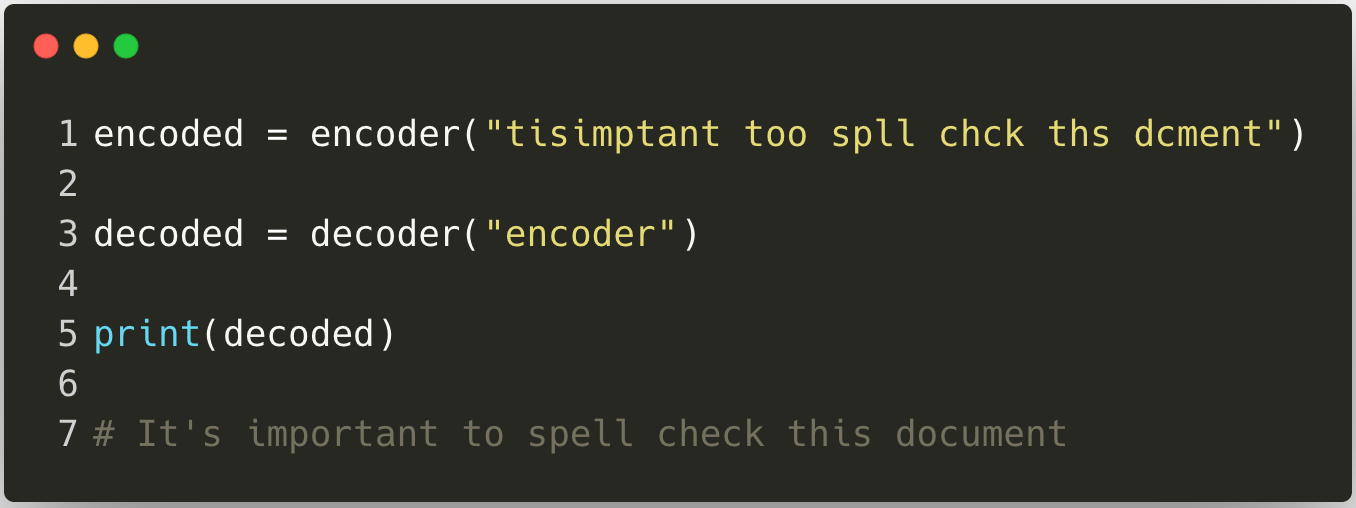 1 encoded = encoder("tisimptant too spll chck ths dcment")
2
3 decoded = decoder("encoder")
4
5 print(decoded)
6
7 # It's important to spell check this document